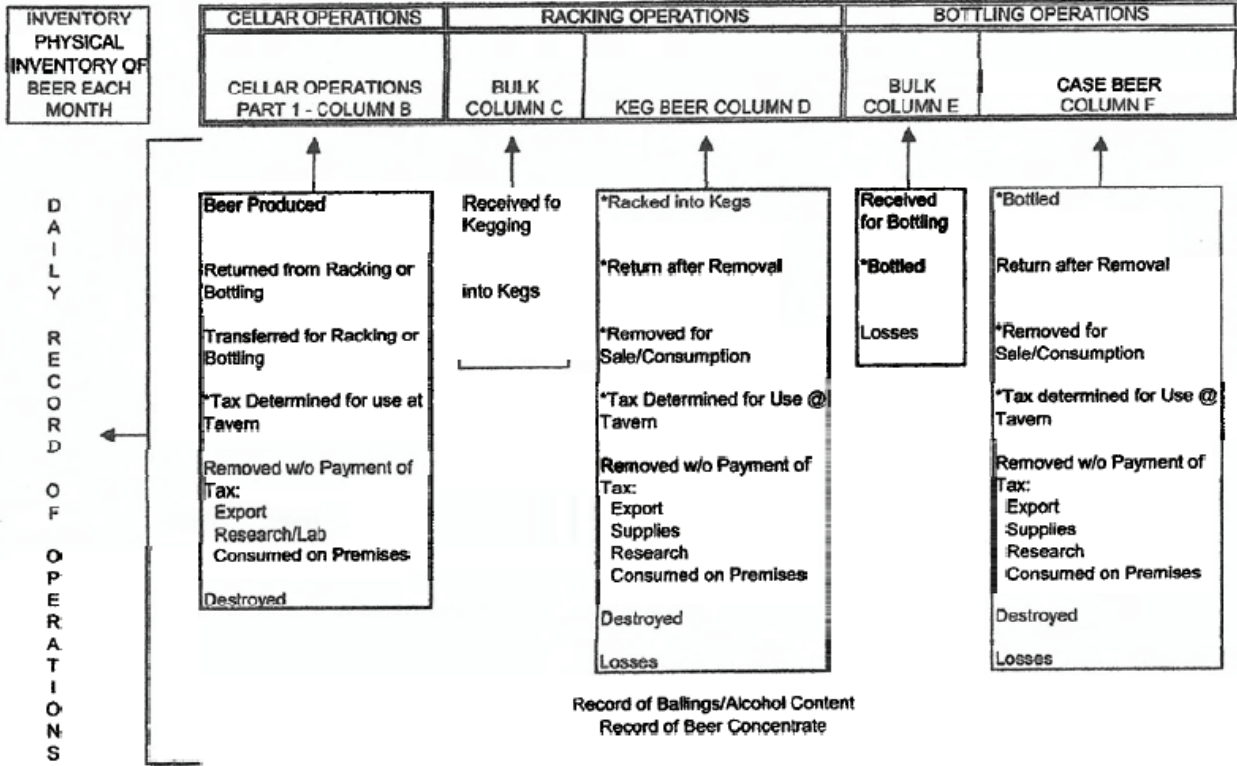 INVENTORY
PHYSICAL
INVENTORY OF
BEER EACH
MONTH
CELLAR OPERATIONS
RACKING OPERATIONS
BOTTLING OPERATIONS
CELLAR OPERATIONS
PART 1 - COLUMN B
BULK
COLUMN C
KEG BEER COLUMN D
BULK
COLUMN E
CASE BEER
COLUMN F
DAILY RECORD OF OPERATIONS
Beer Produced
Returned from Racking or
Bottling
Transferred for Racking or
Bottling
*Tax Determined for use at
Tavern
Removed w/o Payment of
Tax:
Export
Research/Lab
Consumed on Premises
Destroyed
Received fo
Kegging
into Kegs
*Racked into Kegs
*Return after Removal
*Removed for
Sale/Consumption
*Tax Determined for Use @
Tavern
Removed w/o Payment of
Tax:
Export
Supplies
Research
Consumed on Premises
Destroyed
Losses
Received
for Bottling
*Bottled
Losses
*Bottled
Return after Removal
*Removed for
Sale/Consumption
*Tax determined for Use @
Tavern
Removed w/o Payment of
Tax:
Export
Supplies
Research
Consumed on Premises
Destroyed
Losses
Record of Ballings/Alcohol Content
Record of Beer Concentrate